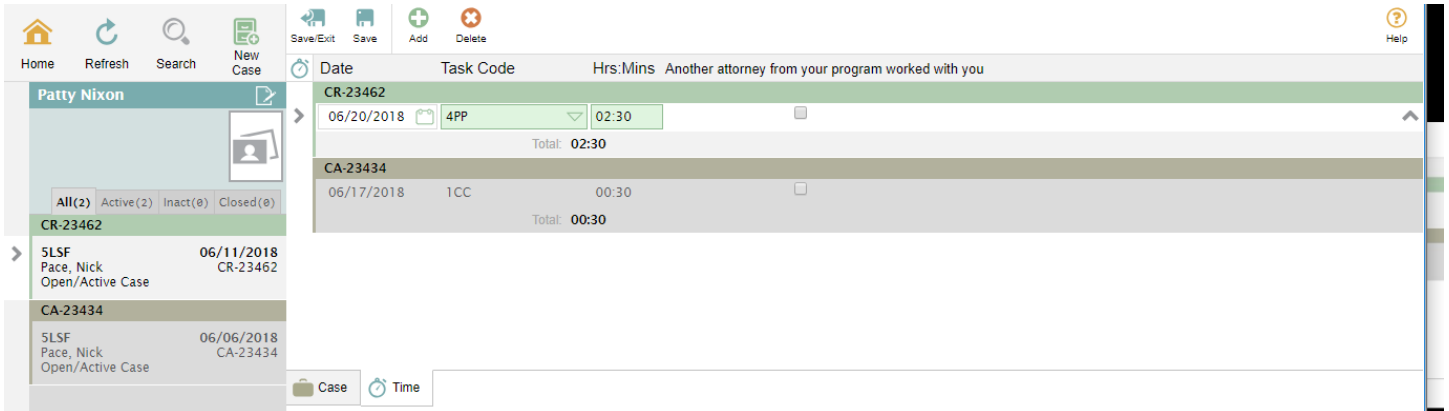 Home Refresh Search New Case
Save/Exit Save Add Delete Help
Date Task Code Hrs:Mins Another attorney from your program worked with you
Patty Nixon
All(2) Active(2) Inact(0) Closed(0)
CR-23462
5LSF 06/11/2018
Pace, Nick CR-23462
Open/Active Case
CA-23434
5LSF 06/06/2018
Pace, Nick CA-23434
Open/Active Case
CR-23462
06/20/2018 4PP 02:30
Total: 02:30
CA-23434
06/17/2018 1CC 00:30
Total: 00:30
Case Time